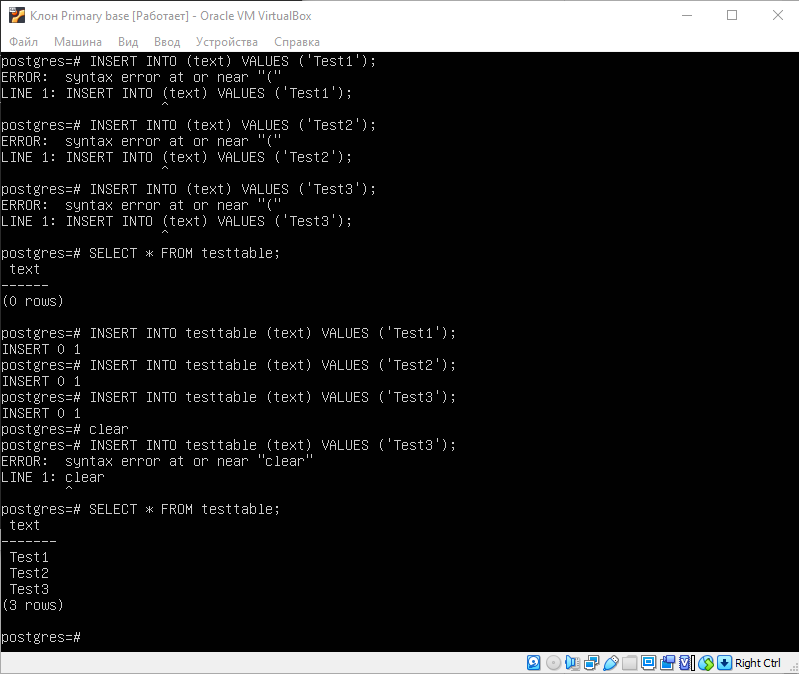 Клон Primary base [Работает] - Oracle VM VirtualBox
Файл Машина Вид Ввод Устройства Справка
postgres=# INSERT INTO (text) VALUES ('Test1');
ERROR:  syntax error at or near "("
LINE 1: INSERT INTO (text) VALUES ('Test1');
                    ^
postgres=# INSERT INTO (text) VALUES ('Test2');
ERROR:  syntax error at or near "("
LINE 1: INSERT INTO (text) VALUES ('Test2');
                    ^
postgres=# INSERT INTO (text) VALUES ('Test3');
ERROR:  syntax error at or near "("
LINE 1: INSERT INTO (text) VALUES ('Test3');
                    ^
postgres=# SELECT * FROM testtable;
 text
------
(0 rows)

postgres=# INSERT INTO testtable (text) VALUES ('Test1');
INSERT 0 1
postgres=# INSERT INTO testtable (text) VALUES ('Test2');
INSERT 0 1
postgres=# INSERT INTO testtable (text) VALUES ('Test3');
INSERT 0 1
postgres=# clear
postgres-# INSERT INTO testtable (text) VALUES ('Test3');
ERROR:  syntax error at or near "clear"
LINE 1: clear
        ^
postgres=# SELECT * FROM testtable;
 text
-------
 Test1
 Test2
 Test3
(3 rows)

postgres=#
Right Ctrl